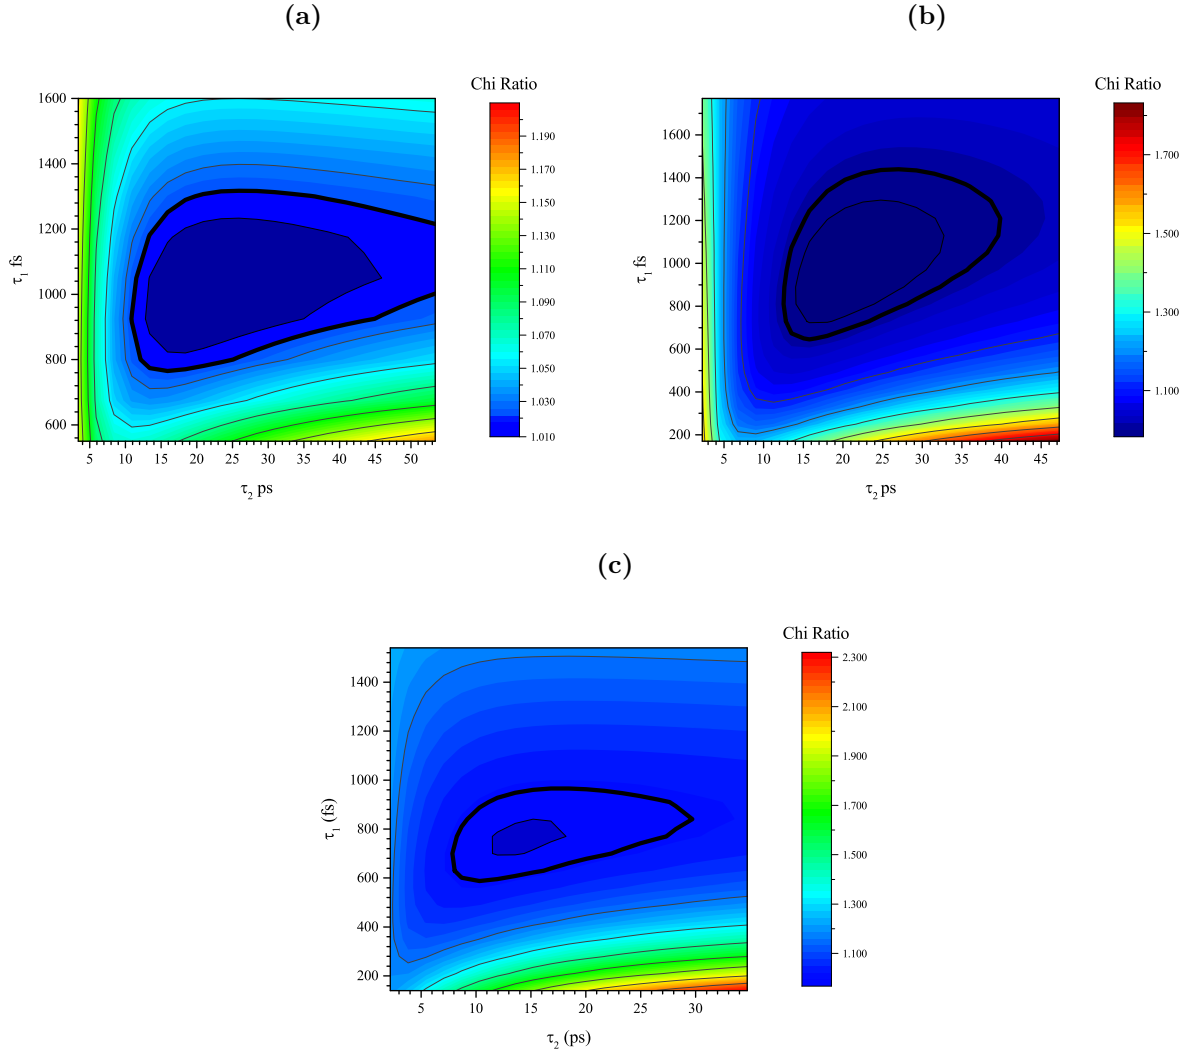 (a)
Chi Ratio
1600
1400
1200
1000
800
600
τ1 fs
5 10 15 20 25 30 35 40 45 50
τ2 ps
1.190
1.170
1.150
1.130
1.110
1.090
1.070
1.050
1.030
1.010
(b)
Chi Ratio
1600
1400
1200
1000
800
600
400
200
τ1 fs
5 10 15 20 25 30 35 40 45
τ2 ps
1.700
1.500
1.300
1.100
(c)
Chi Ratio
1400
1200
1000
800
600
400
200
τ1 (fs)
5 10 15 20 25 30
τ2 (ps)
2.300
2.100
1.900
1.700
1.500
1.300
1.100